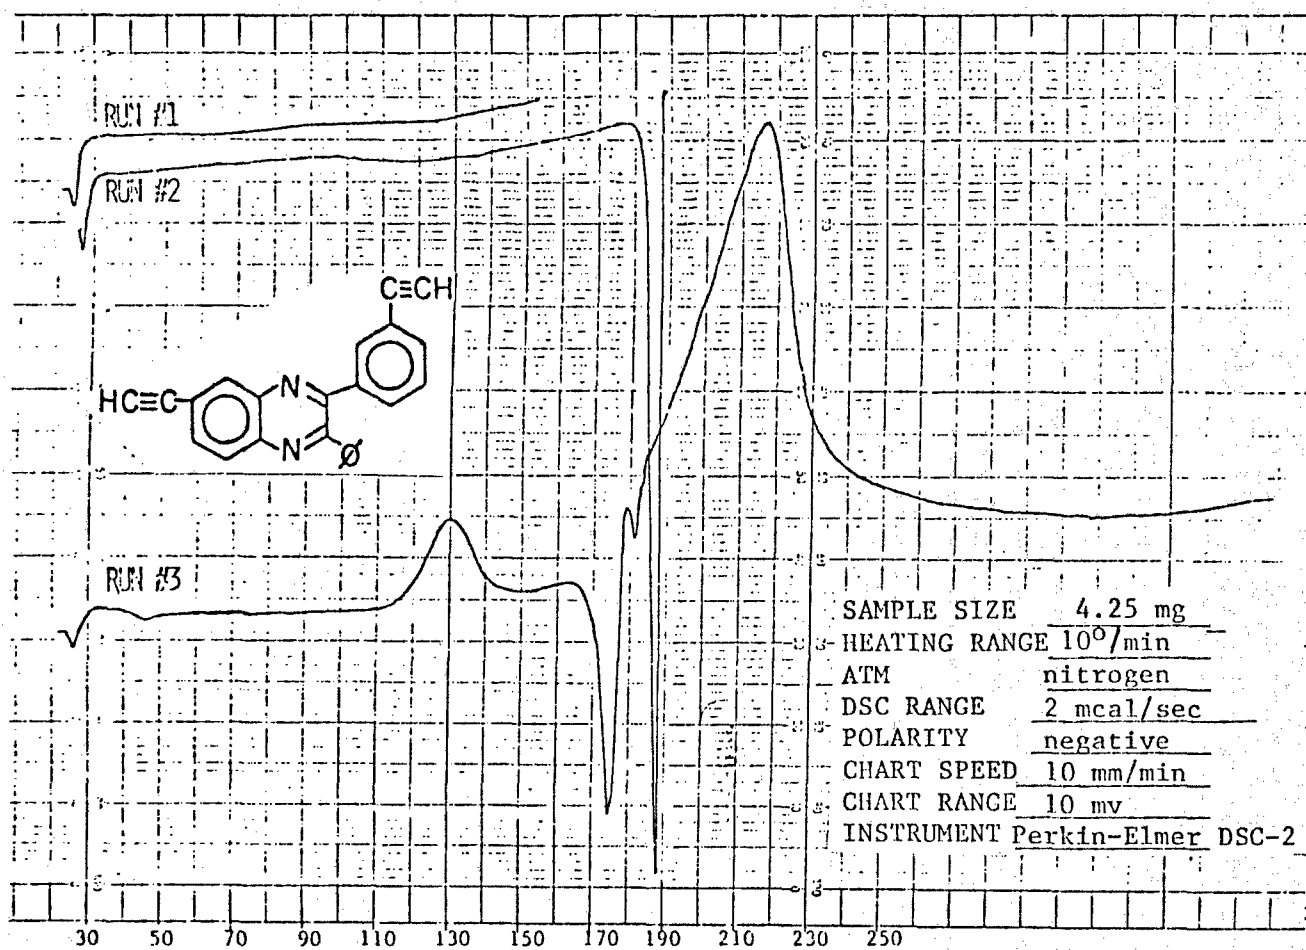 RUN #1
RUN #2
C≡CH
HC≡C
N
N
Ø
RUN #3
SAMPLE SIZE 4.25 mg
HEATING RANGE 10°/min
ATM nitrogen
DSC RANGE 2 mcal/sec
POLARITY negative
CHART SPEED 10 mm/min
CHART RANGE 10 mv
INSTRUMENT Perkin-Elmer DSC-2
30 50 70 90 110 130 150 170 190 210 230 250